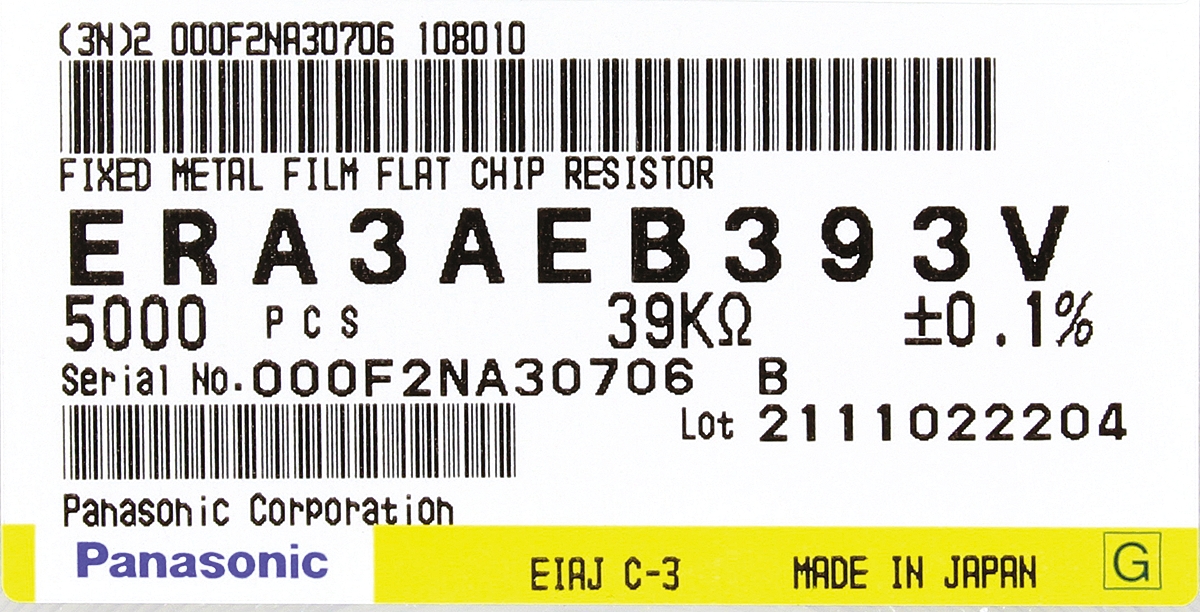 (3N)2 000F2NA30706 108010
FIXED METAL FILM FLAT CHIP RESISTOR
ERA3AEB393V
5000 PCS 39KΩ ±0.1%
Serial No.000F2NA30706 B
Lot 2111022204
Panasonic Corporation
Panasonic EIAJ C-3 MADE IN JAPAN G